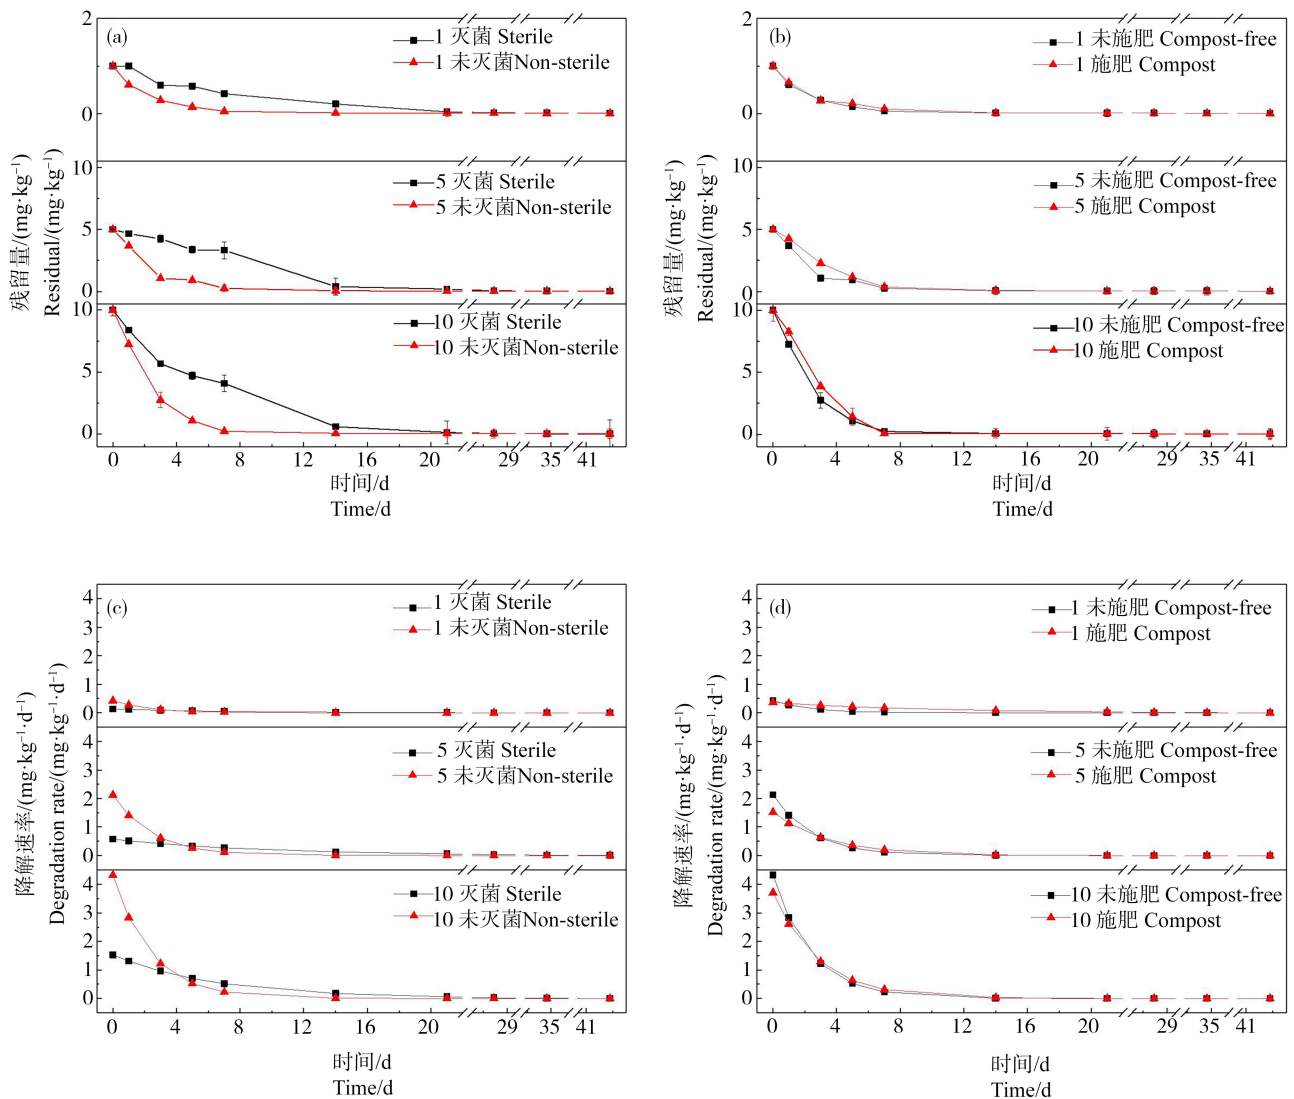 (a)
1 灭菌 Sterile
1 未灭菌Non-sterile
2
0
5 灭菌 Sterile
5 未灭菌Non-sterile
10
5
0
10 灭菌 Sterile
10 未灭菌Non-sterile
10
5
0
残留量/(mg·kg⁻¹)
Residual/(mg·kg⁻¹)
0 4 8 12 16 20 29 35 41
时间/d
Time/d
(b)
1 未施肥 Compost-free
1 施肥 Compost
2
0
5 未施肥 Compost-free
5 施肥 Compost
10
5
0
10 未施肥 Compost-free
10 施肥 Compost
10
5
0
残留量/(mg·kg⁻¹)
Residual/(mg·kg⁻¹)
0 4 8 12 16 20 29 35 41
时间/d
Time/d
(c)
1 灭菌 Sterile
1 未灭菌Non-sterile
4
3
2
1
0
5 灭菌 Sterile
5 未灭菌Non-sterile
4
3
2
1
0
10 灭菌 Sterile
10 未灭菌Non-sterile
4
3
2
1
0
降解速率/(mg·kg⁻¹·d⁻¹)
Degradation rate/(mg·kg⁻¹·d⁻¹)
0 4 8 12 16 20 29 35 41
时间/d
Time/d
(d)
1 未施肥 Compost-free
1 施肥 Compost
4
3
2
1
0
5 未施肥 Compost-free
5 施肥 Compost
4
3
2
1
0
10 未施肥 Compost-free
10 施肥 Compost
4
3
2
1
0
降解速率/(mg·kg⁻¹·d⁻¹)
Degradation rate/(mg·kg⁻¹·d⁻¹)
0 4 8 12 16 20 29 35 41
时间/d
Time/d